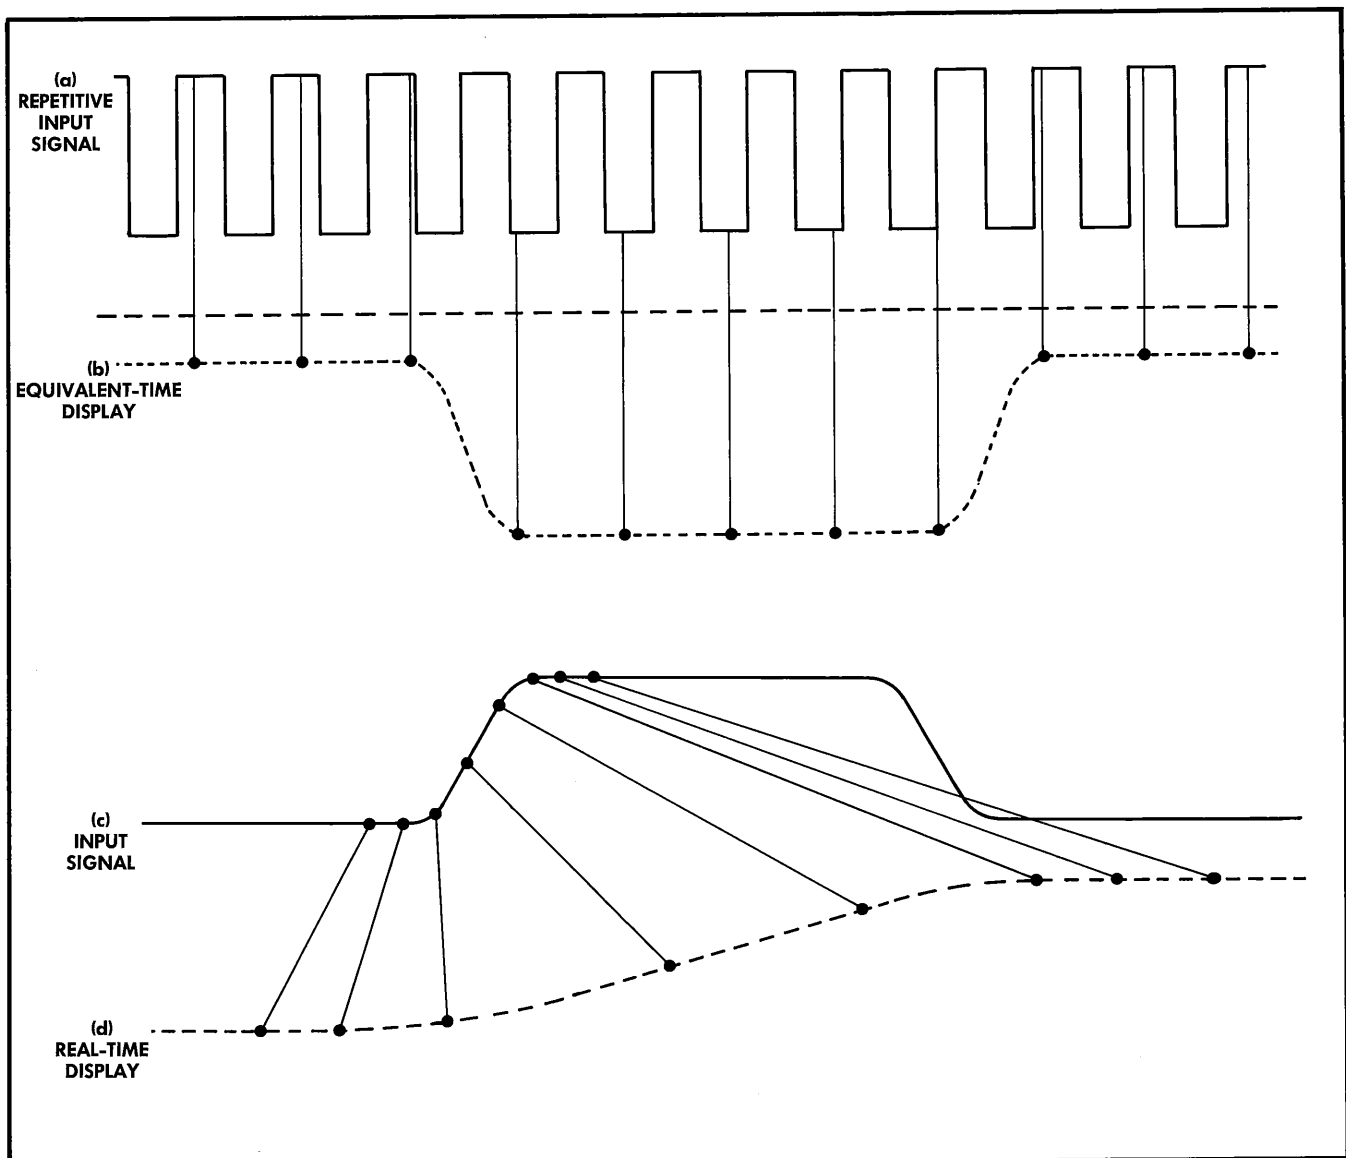 (a)
REPETITIVE
INPUT
SIGNAL
(b)
EQUIVALENT-TIME
DISPLAY
(c)
INPUT
SIGNAL
(d)
REAL-TIME
DISPLAY